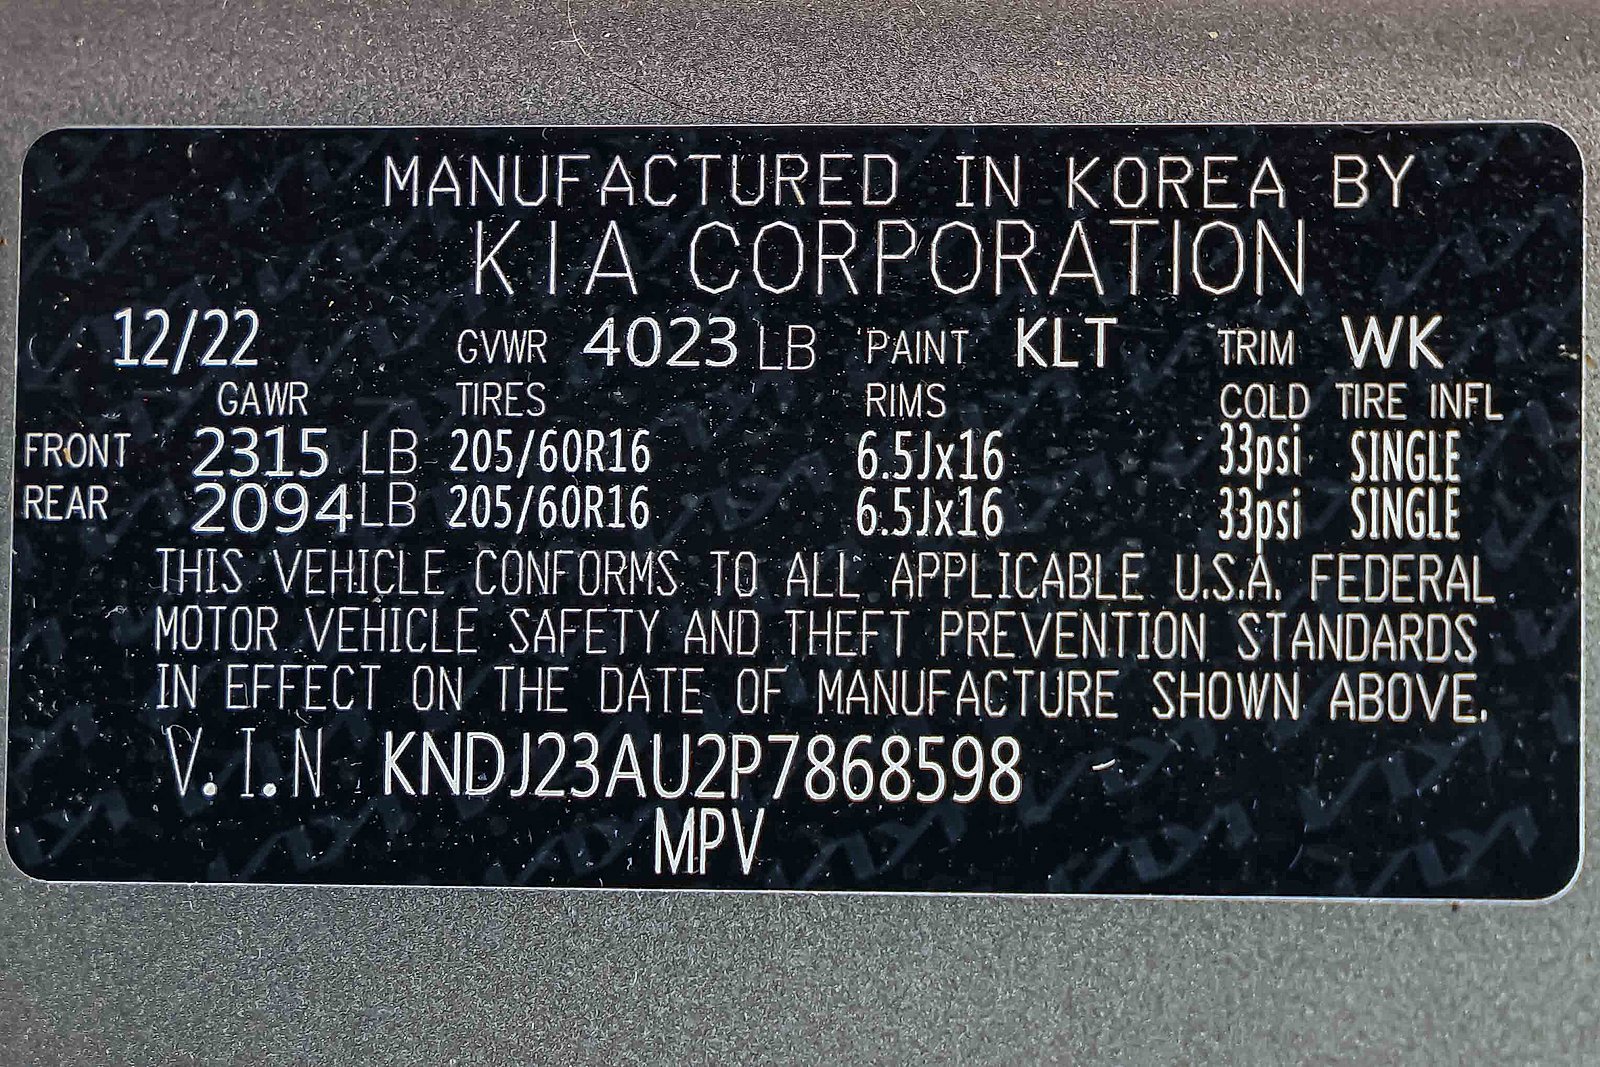 MANUFACTURED IN KOREA BY
KIA CORPORATION
12/22 GVWR 4023 LB PAINT KLT TRIM WK
GAWR TIRES RIMS COLD TIRE INFL
FRONT 2315 LB 205/60R16 6.5Jx16 33psi SINGLE
REAR 2094 LB 205/60R16 6.5Jx16 33psi SINGLE
THIS VEHICLE CONFORMS TO ALL APPLICABLE U.S.A. FEDERAL
MOTOR VEHICLE SAFETY AND THEFT PREVENTION STANDARDS
IN EFFECT ON THE DATE OF MANUFACTURE SHOWN ABOVE.
V.I.N KNDJ23AU2P7868598
MPV